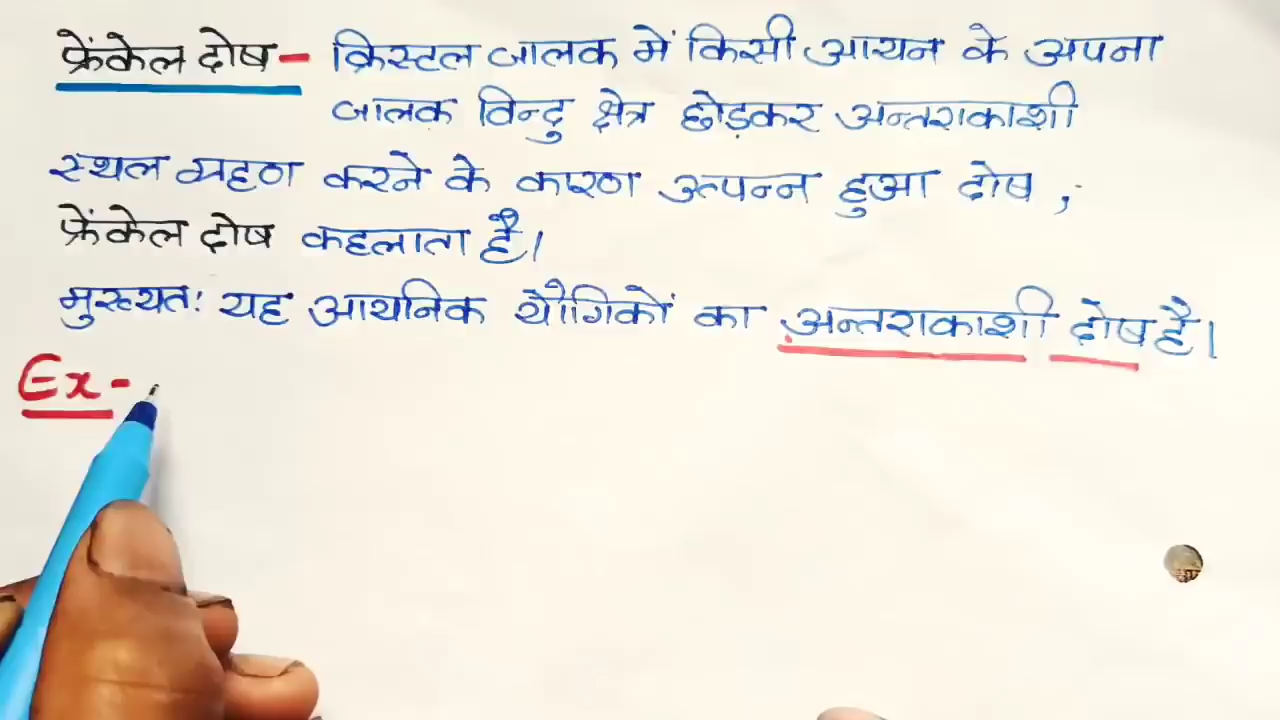 फ्रेंकेल दोष - क्रिस्टल जालक में किसी आयन के अपना
जालक विन्दु क्षेत्र छोड़कर अन्तराकाशी
स्थल ग्रहण करने के कारण उत्पन्न हुआ दोष ,
फ्रेंकेल दोष कहलाता है।
मुख्यतः यह आयनिक यौगिकों का अन्तराकाशी दोष है।
Ex-